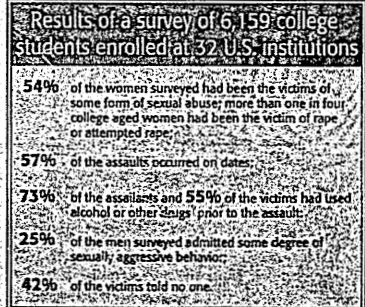 Results of a survey of 6,159 college
students enrolled at 32 U.S. institutions
54% of the women surveyed had been the victims of
some form of sexual abuse; more than one in four
college aged women had been the victim of rape
or attempted rape;
57% of the assaults occurred on dates;
73% of the assailants and 55% of the victims had used
alcohol or other drugs prior to the assault;
25% of the men surveyed admitted some degree of
sexually aggressive behavior;
42% of the victims told no one.